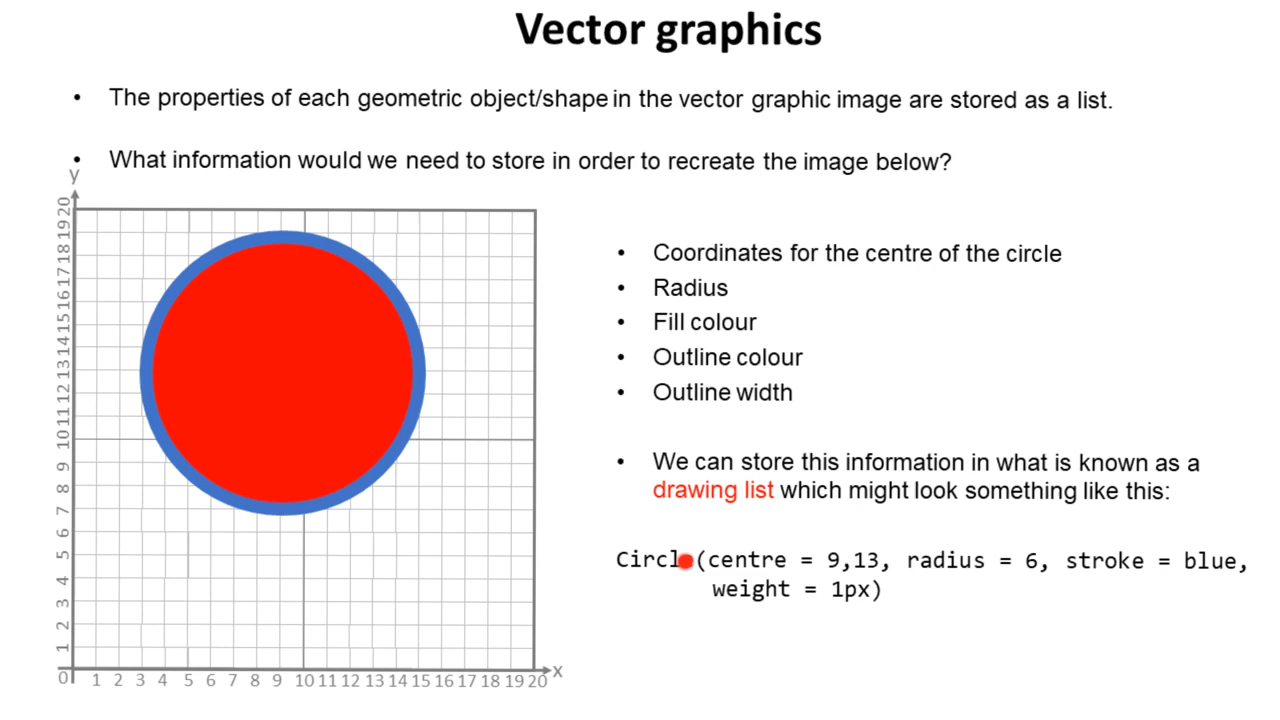 Vector graphics
• The properties of each geometric object/shape in the vector graphic image are stored as a list.
• What information would we need to store in order to recreate the image below?
y
20
19
18
17
16
15
14
13
12
11
10
9
8
7
6
5
4
3
2
1
0 1 2 3 4 5 6 7 8 9 10 11 12 13 14 15 16 17 18 19 20 x
• Coordinates for the centre of the circle
• Radius
• Fill colour
• Outline colour
• Outline width
• We can store this information in what is known as a
drawing list which might look something like this:
Circle(centre = 9,13, radius = 6, stroke = blue,
weight = 1px)